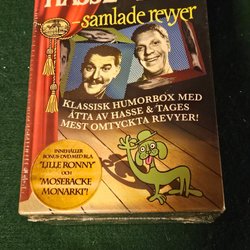 HASSE
–samlade revyer
KLASSISK HUMORBOX MED
ÅTTA AV HASSE & TAGES
MEST OMTYCKTA REVYER!
INNEHÅLLER
BONUS-DVD MED BL.A.
"LILLE RONNY"
OCH
"MOSEBACKE
MONARKI"!